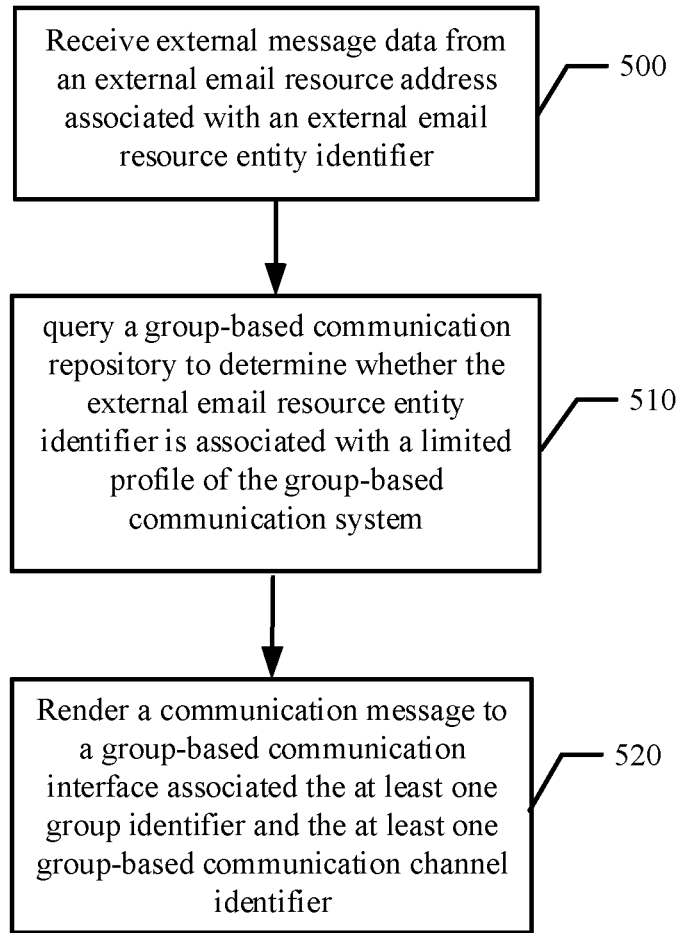 Receive external message data from
an external email resource address
associated with an external email
resource entity identifier
500
query a group-based communication
repository to determine whether the
external email resource entity
identifier is associated with a limited
profile of the group-based
communication system
510
Render a communication message to
a group-based communication
interface associated the at least one
group identifier and the at least one
group-based communication channel
identifier
520